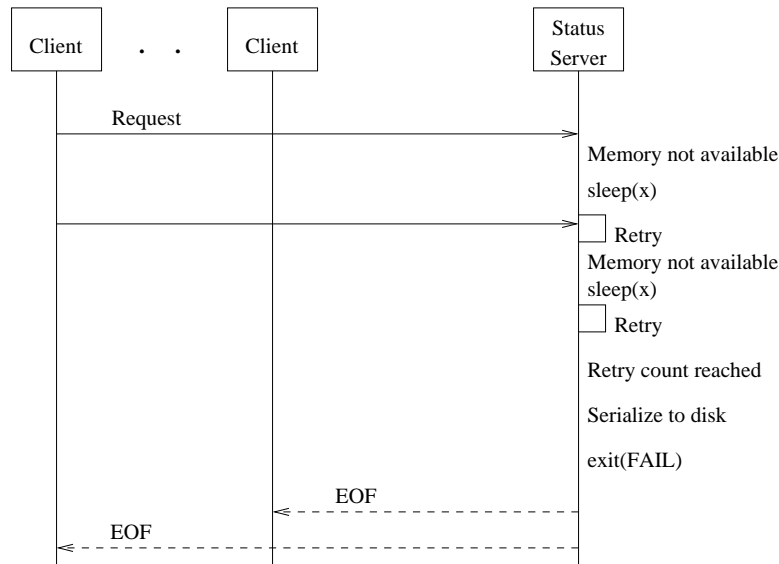 Client
. .
Client
Status
Server
Request
Memory not available
sleep(x)
Retry
Memory not available
sleep(x)
Retry
Retry count reached
Serialize to disk
exit(FAIL)
EOF
EOF